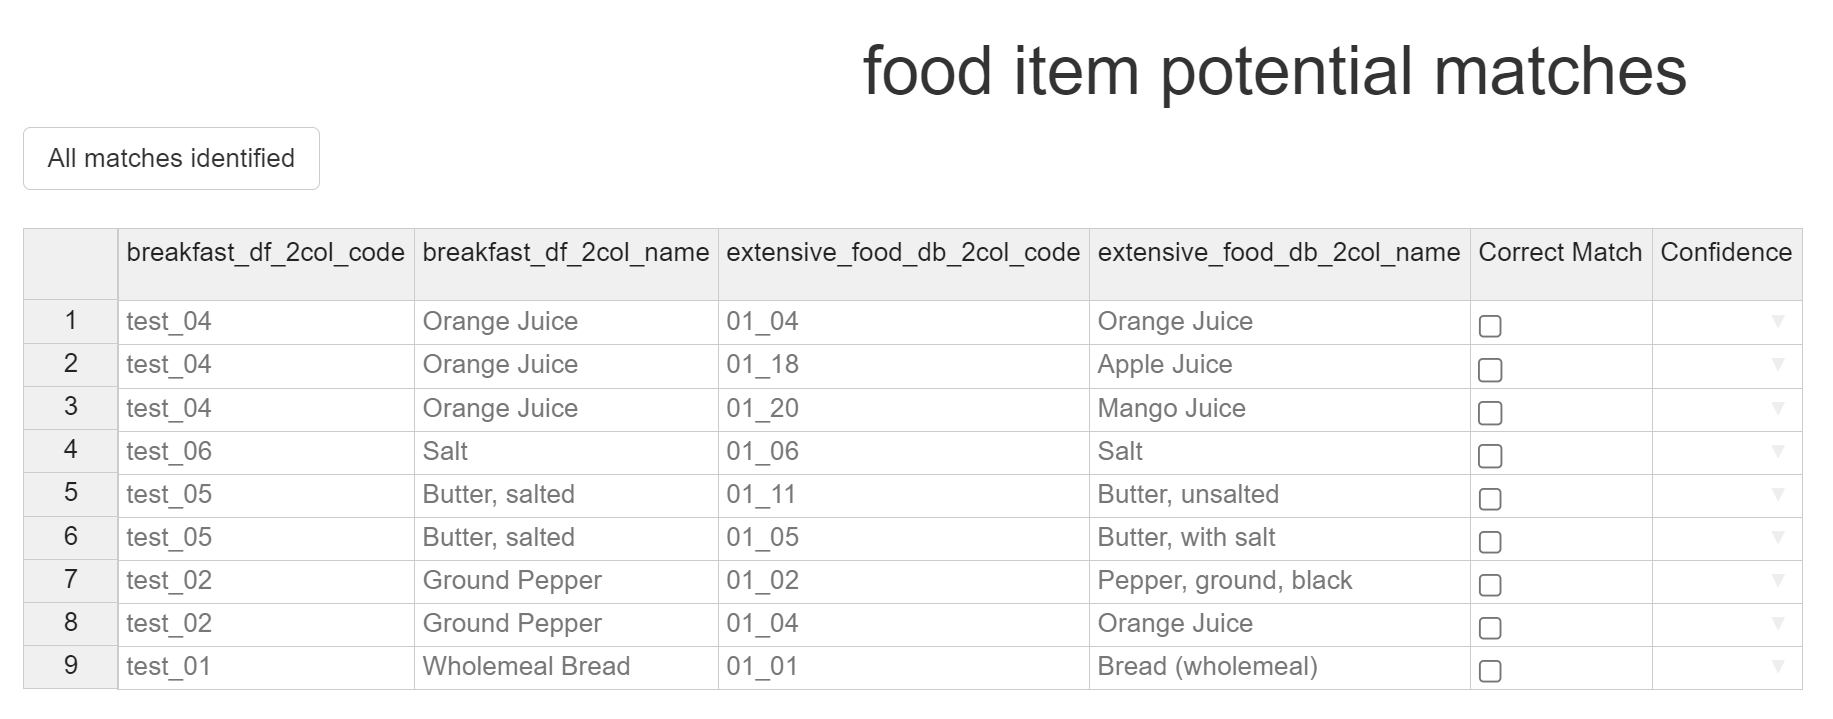 food item potential matches
All matches identified
breakfast_df_2col_code breakfast_df_2col_name extensive_food_db_2col_code extensive_food_db_2col_name Correct Match Confidence
1 test_04 Orange Juice 01_04 Orange Juice
2 test_04 Orange Juice 01_18 Apple Juice
3 test_04 Orange Juice 01_20 Mango Juice
4 test_06 Salt 01_06 Salt
5 test_05 Butter, salted 01_11 Butter, unsalted
6 test_05 Butter, salted 01_05 Butter, with salt
7 test_02 Ground Pepper 01_02 Pepper, ground, black
8 test_02 Ground Pepper 01_04 Orange Juice
9 test_01 Wholemeal Bread 01_01 Bread (wholemeal)